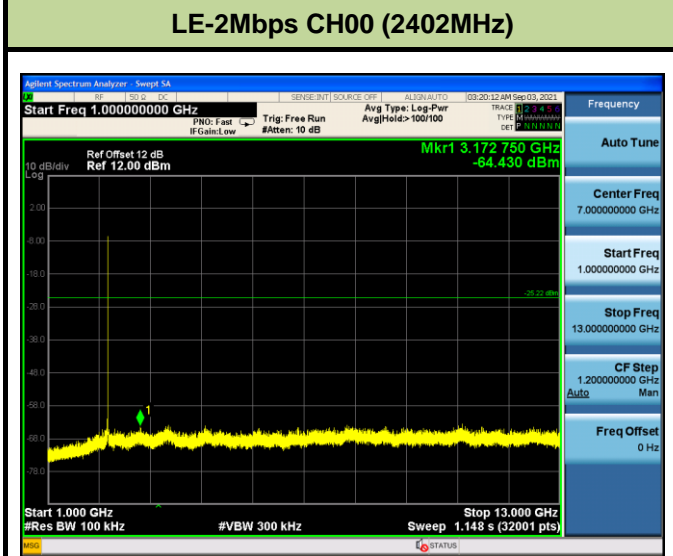 LE-2Mbps CH00 (2402MHz)
Agilent Spectrum Analyzer - Swept SA
RF 50 Ω DC SENSE:INT SOURCE OFF ALIGNAUTO 03:20:12 AM Sep 03, 2021
Start Freq 1.000000000 GHz
PNO: Fast
IFGain:Low
Trig: Free Run
#Atten: 10 dB
Avg Type: Log-Pwr
Avg|Hold:>100/100
TRACE 1 2 3 4 5 6
TYPE M
DET P N N N N N
Ref Offset 12 dB
10 dB/div Ref 12.00 dBm
Log
Mkr1 3.172 750 GHz
-64.430 dBm
2.00
-8.00
-18.0
-25.22 dBm
-28.0
-38.0
-48.0
-58.0
1
-68.0
-78.0
Start 1.000 GHz Stop 13.000 GHz
#Res BW 100 kHz #VBW 300 kHz Sweep 1.148 s (32001 pts)
MSG STATUS
Frequency
Auto Tune
Center Freq
7.000000000 GHz
Start Freq
1.000000000 GHz
Stop Freq
13.000000000 GHz
CF Step
1.200000000 GHz
Auto Man
Freq Offset
0 Hz